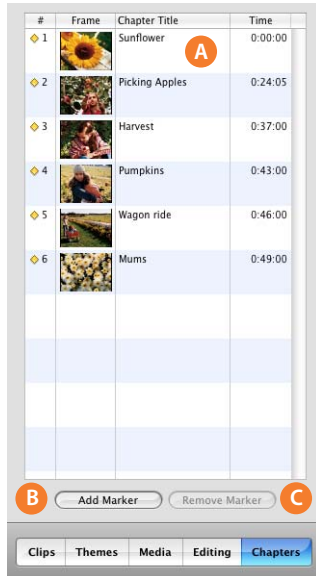 # Frame Chapter Title Time
1 Sunflower 0:00:00
A
2 Picking Apples 0:24:05
3 Harvest 0:37:00
4 Pumpkins 0:43:00
5 Wagon ride 0:46:00
6 Mums 0:49:00
B Add Marker Remove Marker C
Clips Themes Media Editing Chapters